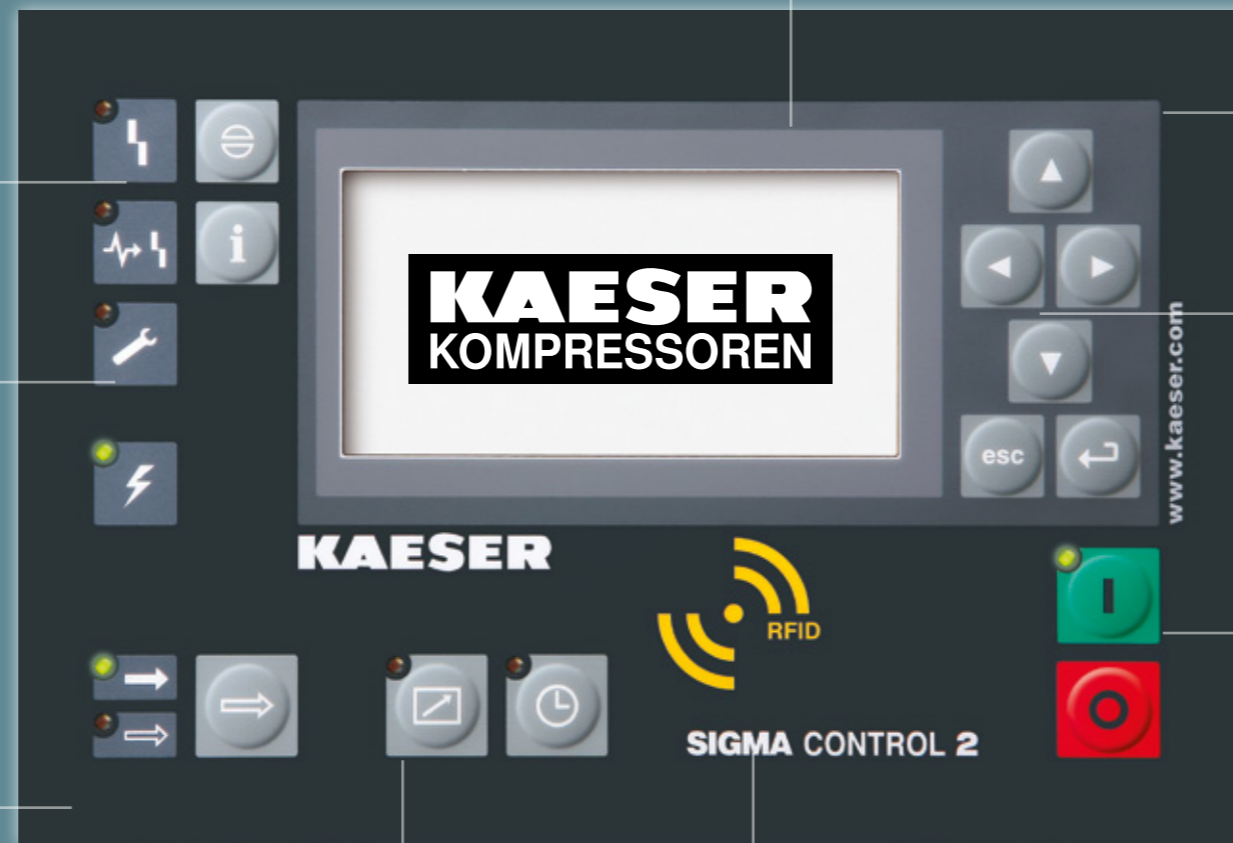 i
KAESER
KOMPRESSOREN
esc
www.kaeser.com
KAESER
RFID
I
O
SIGMA CONTROL 2